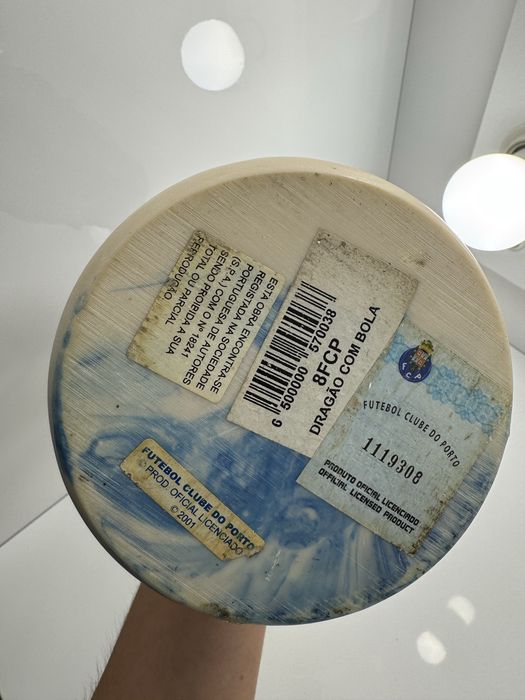 ESTA OBRA ENCONTRA-SE
REGISTADA NA SOCIEDADE
PORTUGUESA DE AUTORES
(S.P.A.) COM O Nº 18241
SENDO PROIBIDA A SUA
TOTAL OU PARCIAL
REPRODUÇÃO
6 500000 570038
8FCP
DRAGÃO COM BOLA
FCP
FUTEBOL CLUBE DO PORTO
1119308
PRODUTO OFICIAL LICENCIADO
OFFICIAL LICENSED PRODUCT
FUTEBOL CLUBE DO PORTO
© PROD. OFICIAL LICENCIADO
© 2001